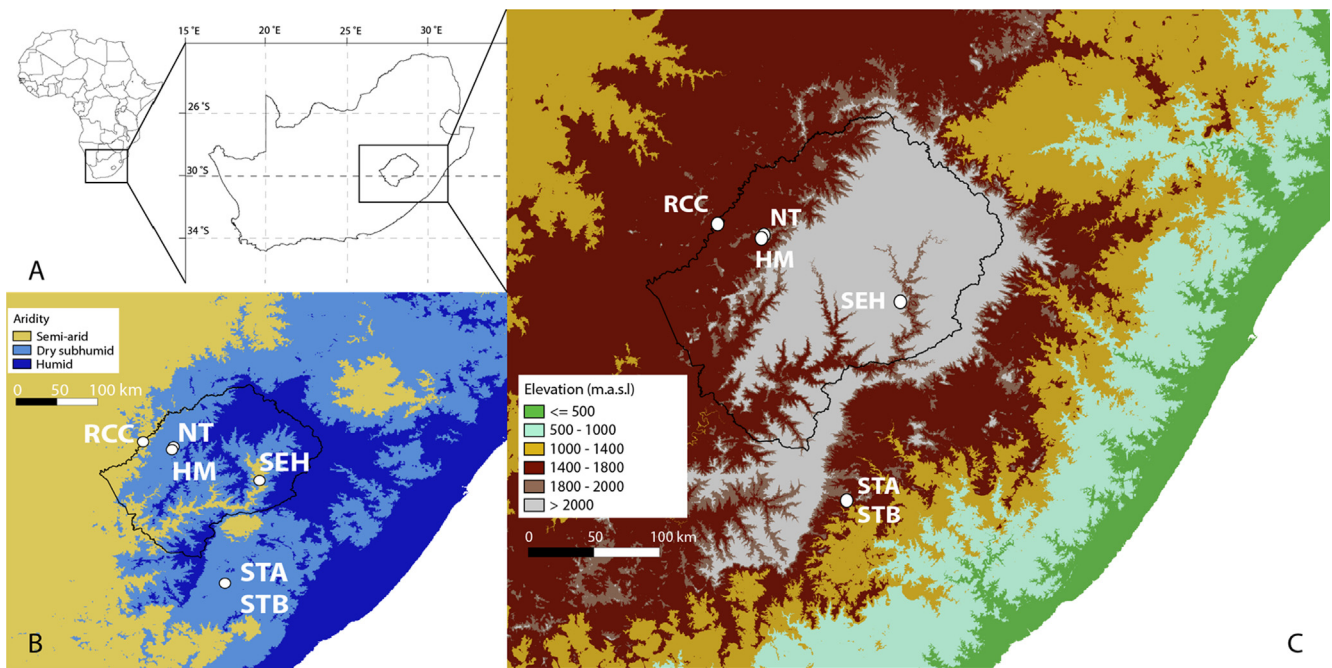 15 °E 20 °E 25 °E 30 °E
26 °S
30 °S
34 °S
A
Aridity
Semi-arid
Dry subhumid
Humid
0 50 100 km
RCC
NT
HM
SEH
STA
STB
B
RCC
NT
HM
SEH
Elevation (m.a.s.l)
<= 500
500 - 1000
1000 - 1400
1400 - 1800
1800 - 2000
> 2000
0 50 100 km
STA
STB
C